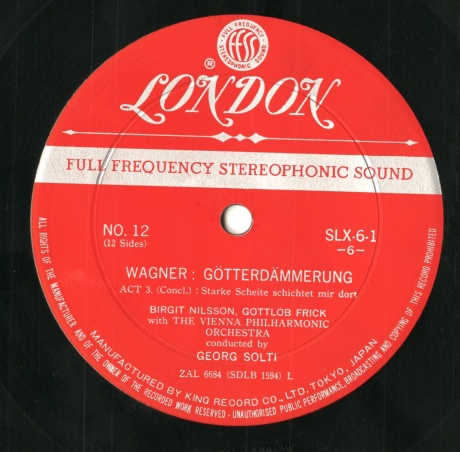 FULL FREQUENCY
FFSS
STEREOPHONIC SOUND
®
LONDON
FULL FREQUENCY STEREOPHONIC SOUND
NO. 12
(12 Sides)
SLX-6-1
—6—
WAGNER : GÖTTERDÄMMERUNG
ACT 3. (Concl.) : Starke Scheite schichtet mir dort
BIRGIT NILSSON, GOTTLOB FRICK
with THE VIENNA PHILHARMONIC
ORCHESTRA
conducted by
GEORG SOLTI
ZAL 6684 (SDLB 1594) L
MANUFACTURED BY KING RECORD CO., LTD. TOKYO, JAPAN
ALL RIGHTS OF THE MANUFACTURER AND OF THE OWNER OF THE RECORDED WORK RESERVED - UNAUTHORISED PUBLIC PERFORMANCE, BROADCASTING AND COPYING OF THIS RECORD PROHIBITED